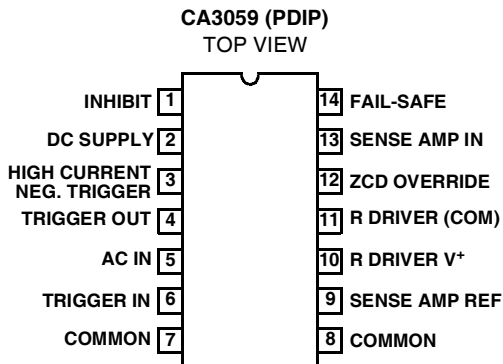 CA3059 (PDIP)
TOP VIEW
INHIBIT 1
14 FAIL-SAFE
DC SUPPLY 2
13 SENSE AMP IN
HIGH CURRENT
NEG. TRIGGER 3
12 ZCD OVERRIDE
TRIGGER OUT 4
11 R DRIVER (COM)
AC IN 5
10 R DRIVER V+
TRIGGER IN 6
9 SENSE AMP REF
COMMON 7
8 COMMON